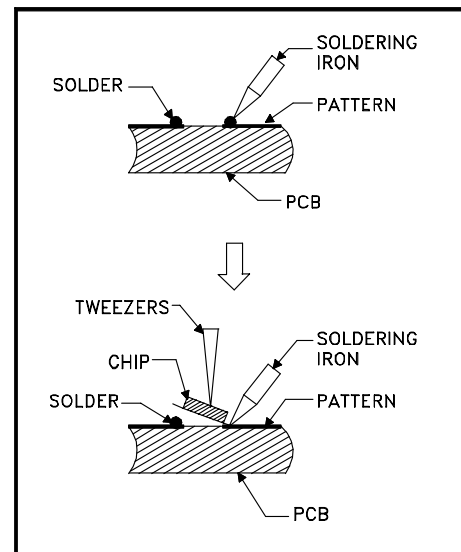 SOLDERING
IRON
SOLDER
PATTERN
PCB
TWEEZERS
SOLDERING
IRON
CHIP
SOLDER
PATTERN
PCB